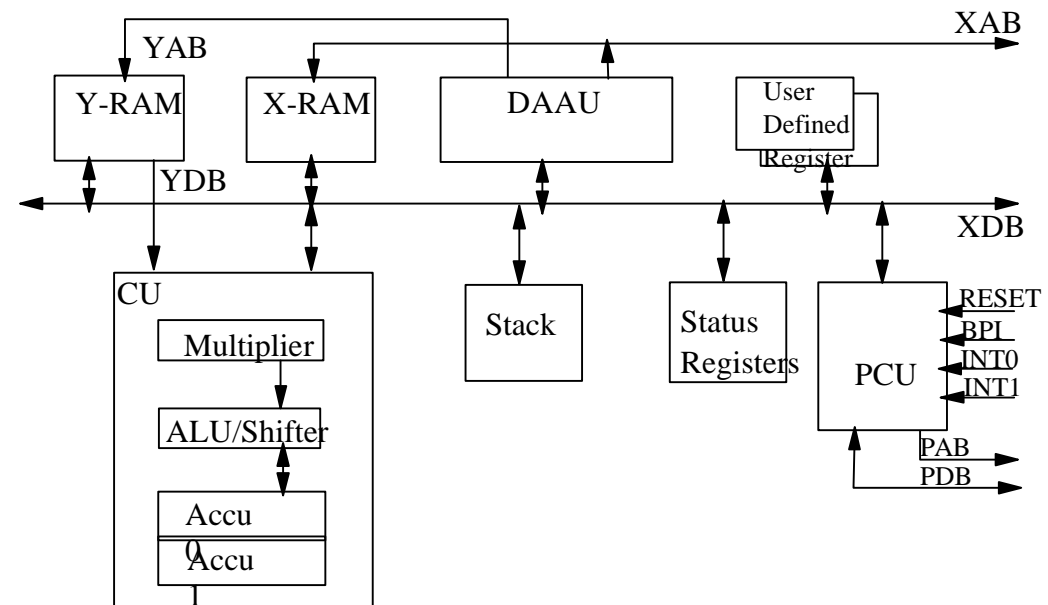 XAB
YAB
Y-RAM
X-RAM
DAAU
User
Defined
Register
YDB
XDB
CU
Multiplier
ALU/Shifter
Accu
0
Accu
1
Stack
Status
Registers
PCU
RESET
BPI
INT0
INT1
PAB
PDB